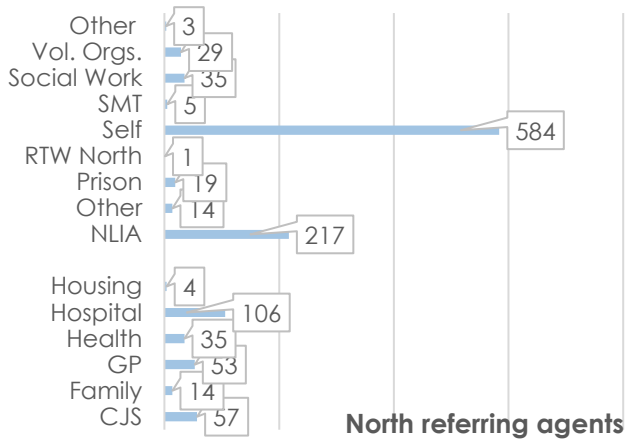 Other 3
Vol. Orgs. 29
Social Work 35
SMT 5
Self 584
RTW North 1
Prison 19
Other 14
NLIA 217
Housing 4
Hospital 106
Health 35
GP 53
Family 14
CJS 57
North referring agents